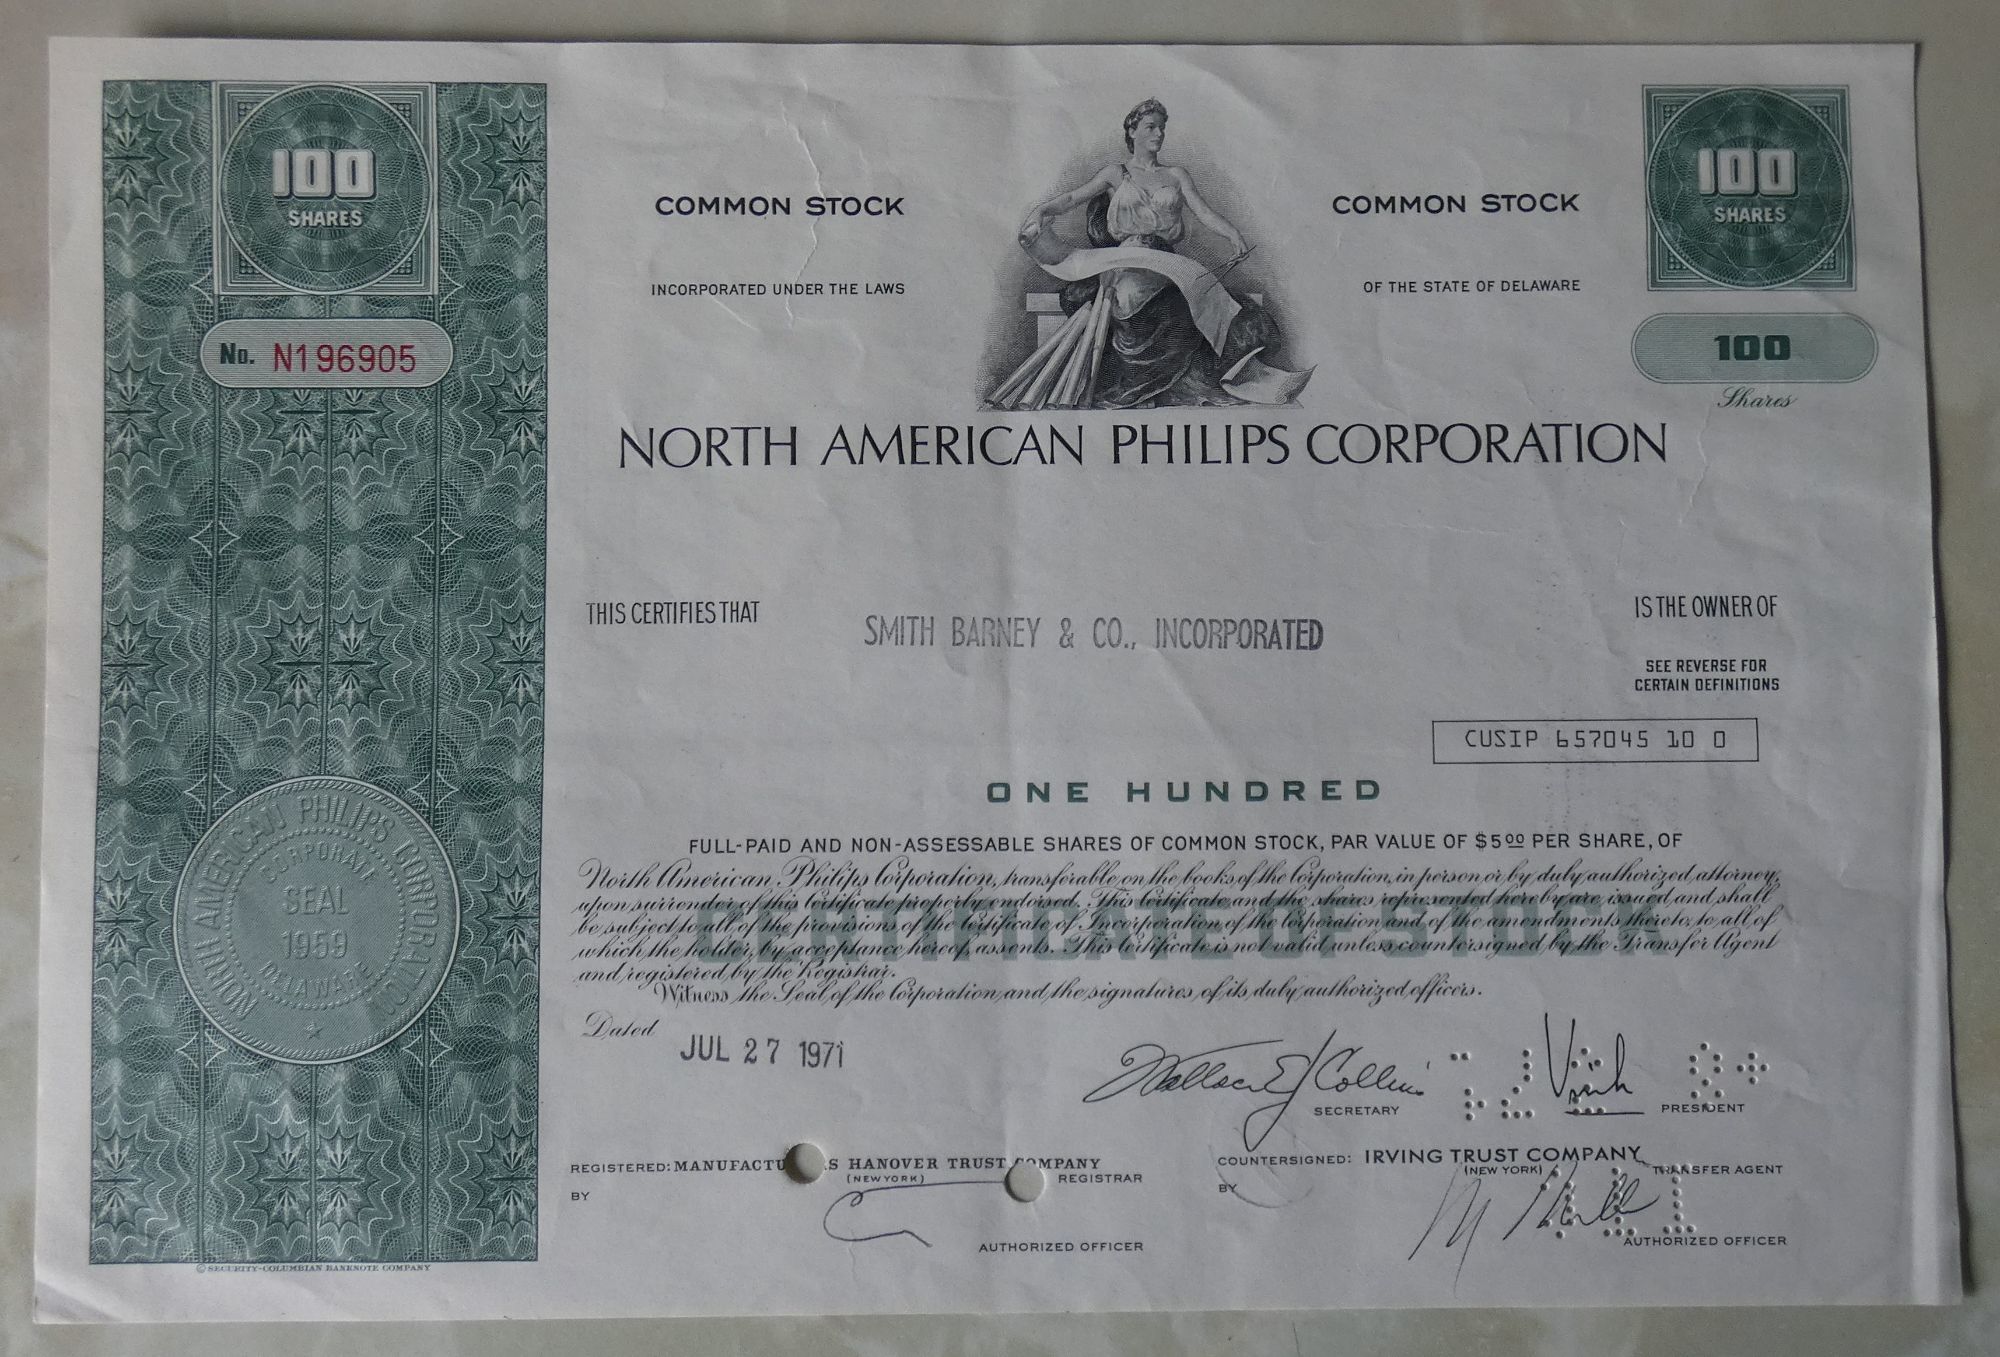 100
SHARES
COMMON STOCK
COMMON STOCK
100
SHARES
INCORPORATED UNDER THE LAWS
OF THE STATE OF DELAWARE
No. N196905
100
Shares
NORTH AMERICAN PHILIPS CORPORATION
THIS CERTIFIES THAT
SMITH BARNEY & CO., INCORPORATED
IS THE OWNER OF
SEE REVERSE FOR
CERTAIN DEFINITIONS
CUSIP 657045 10 0
ONE HUNDRED
FULL-PAID AND NON-ASSESSABLE SHARES OF COMMON STOCK, PAR VALUE OF $5.00 PER SHARE, OF
North American Philips Corporation, transferable on the books of the Corporation, in person or by duly authorized attorney,
upon surrender of this Certificate properly endorsed. This Certificate and the shares represented hereby are issued and shall
be subject to all of the provisions of the Certificate of Incorporation of the Corporation and of the amendments thereto, to all of
which the holder, by acceptance hereof, assents. This Certificate is not valid unless countersigned by the Transfer Agent
and registered by the Registrar.
Witness the Seal of the Corporation and the signatures of its duly authorized officers.
NORTH AMERICAN PHILIPS CORPORATION
CORPORATE
SEAL
1959
DELAWARE
Dated
JUL 27 1971
Wallace E Collins
SECRETARY
PRESIDENT
REGISTERED: MANUFACTU S HANOVER TRUST COMPANY
(NEW YORK)
REGISTRAR
BY
AUTHORIZED OFFICER
COUNTERSIGNED: IRVING TRUST COMPANY
(NEW YORK)
TRANSFER AGENT
BY
AUTHORIZED OFFICER
© SECURITY-COLUMBIAN BANKNOTE COMPANY